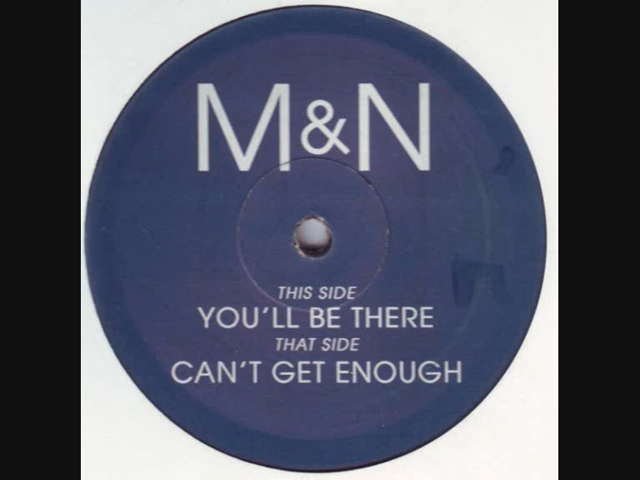 M&N
THIS SIDE
YOU'LL BE THERE
THAT SIDE
CAN'T GET ENOUGH